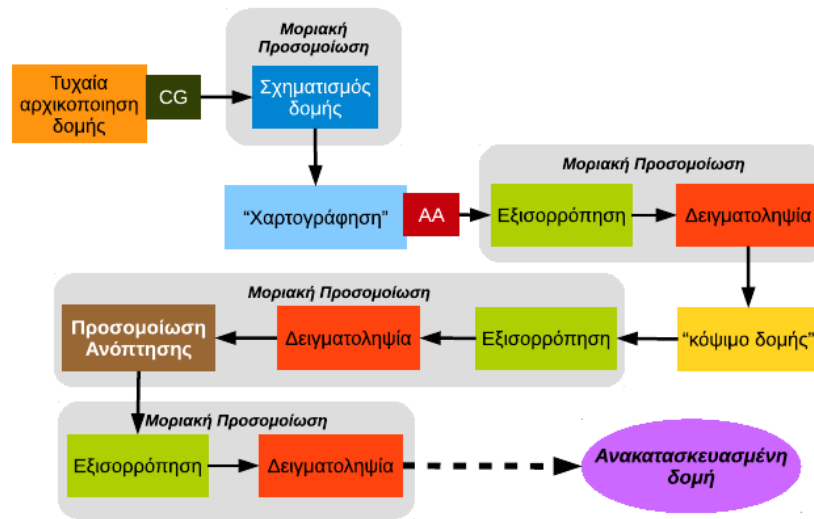 Μοριακή
Προσομοίωση
Τυχαία
αρχικοποιηση
δομής
CG
Σχηματισμός
δομής
Μοριακή Προσομοίωση
“Χαρτογράφηση”
AA
Εξισορρόπηση
Δειγματοληψία
Μοριακή Προσομοίωση
Προσομοίωση
Ανόπτησης
Δειγματοληψία
Εξισορρόπηση
“κόψιμο δομής”
Μοριακή Προσομοίωση
Εξισορρόπηση
Δειγματοληψία
Ανακατασκευασμένη
δομή